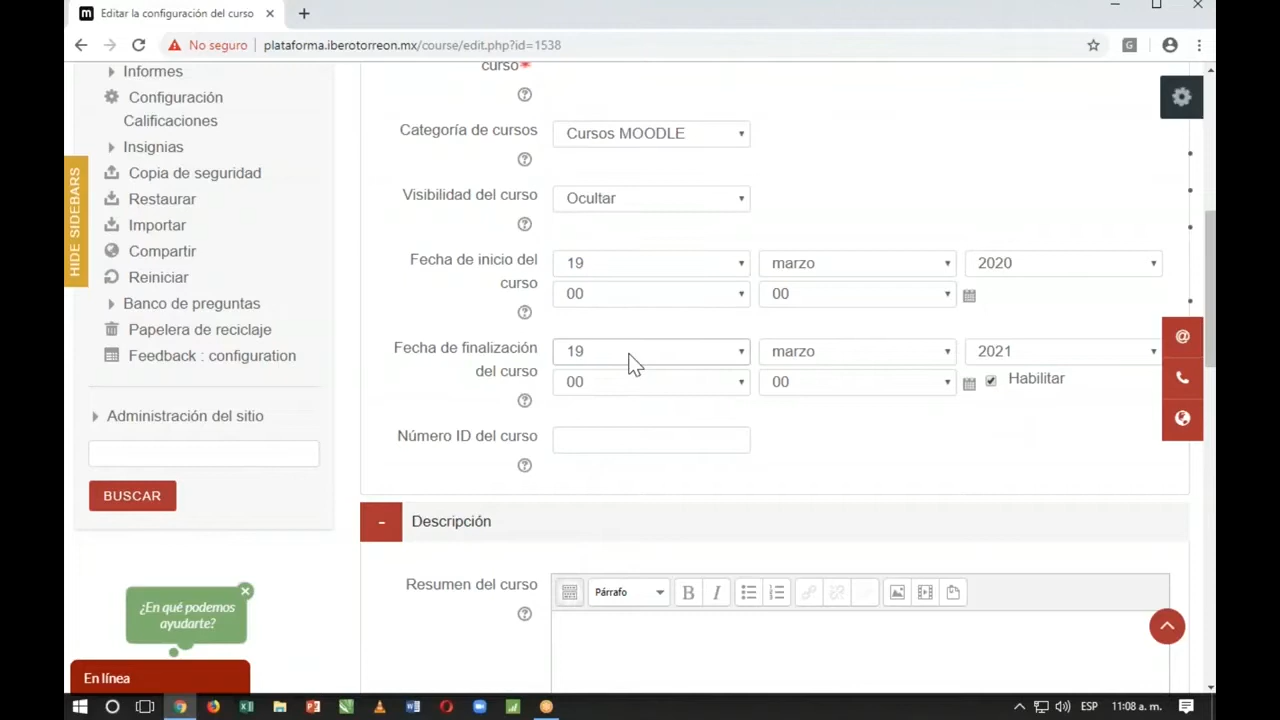 Editar la configuración del curso
No seguro
plataforma.iberotorreon.mx/course/edit.php?id=1538
Informes
Configuración
Calificaciones
Insignias
Copia de seguridad
Restaurar
Importar
Compartir
Reiniciar
Banco de preguntas
Papelera de reciclaje
Feedback : configuration
Administración del sitio
BUSCAR
HIDE SIDEBARS
¿En qué podemos
ayudarte?
En línea
curso*
Categoría de cursos
Cursos MOODLE
Visibilidad del curso
Ocultar
Fecha de inicio del
curso
19
marzo
2020
00
00
Fecha de finalización
del curso
19
marzo
2021
00
00
Habilitar
Número ID del curso
- Descripción
Resumen del curso
Párrafo
B
I
ESP
11:08 a. m.